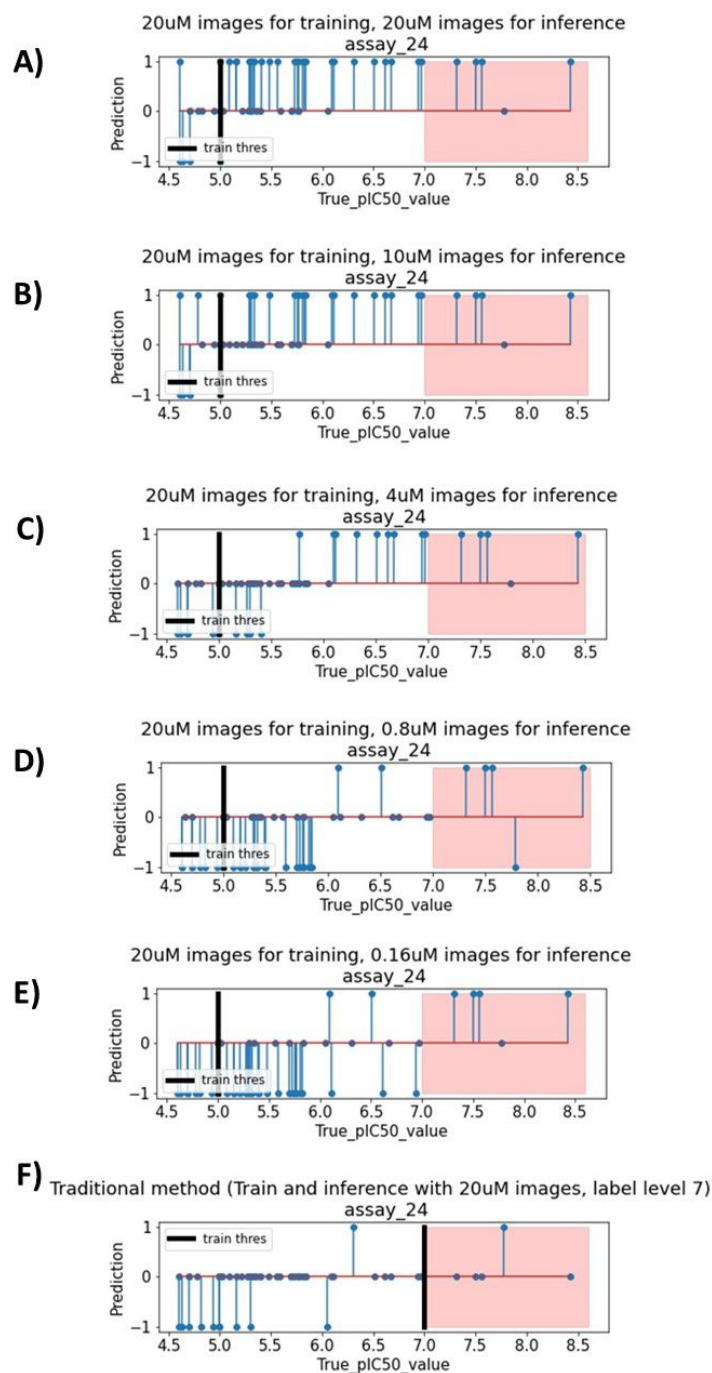 A)
20uM images for training, 20uM images for inference
assay_24
Prediction
1
0
-1
train thres
4.5 5.0 5.5 6.0 6.5 7.0 7.5 8.0 8.5
True_pIC50_value
B)
20uM images for training, 10uM images for inference
assay_24
Prediction
1
0
-1
train thres
4.5 5.0 5.5 6.0 6.5 7.0 7.5 8.0 8.5
True_pIC50_value
C)
20uM images for training, 4uM images for inference
assay_24
Prediction
1
0
-1
train thres
4.5 5.0 5.5 6.0 6.5 7.0 7.5 8.0 8.5
True_pIC50_value
D)
20uM images for training, 0.8uM images for inference
assay_24
Prediction
1
0
-1
train thres
4.5 5.0 5.5 6.0 6.5 7.0 7.5 8.0 8.5
True_pIC50_value
E)
20uM images for training, 0.16uM images for inference
assay_24
Prediction
1
0
-1
train thres
4.5 5.0 5.5 6.0 6.5 7.0 7.5 8.0 8.5
True_pIC50_value
F)
Traditional method (Train and inference with 20uM images, label level 7)
assay_24
Prediction
1
0
-1
train thres
4.5 5.0 5.5 6.0 6.5 7.0 7.5 8.0 8.5
True_pIC50_value